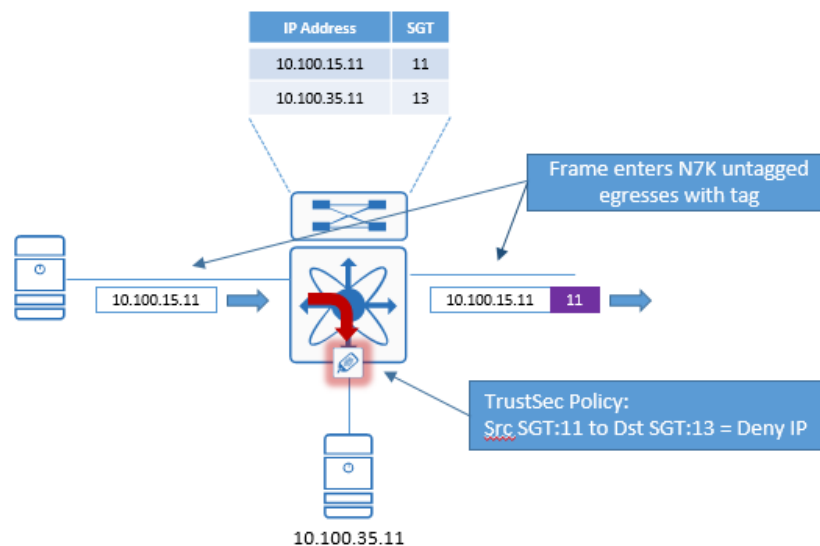 IP Address SGT
10.100.15.11 11
10.100.35.11 13
Frame enters N7K untagged
egresses with tag
10.100.15.11
10.100.15.11 11
TrustSec Policy:
Src SGT:11 to Dst SGT:13 = Deny IP
10.100.35.11